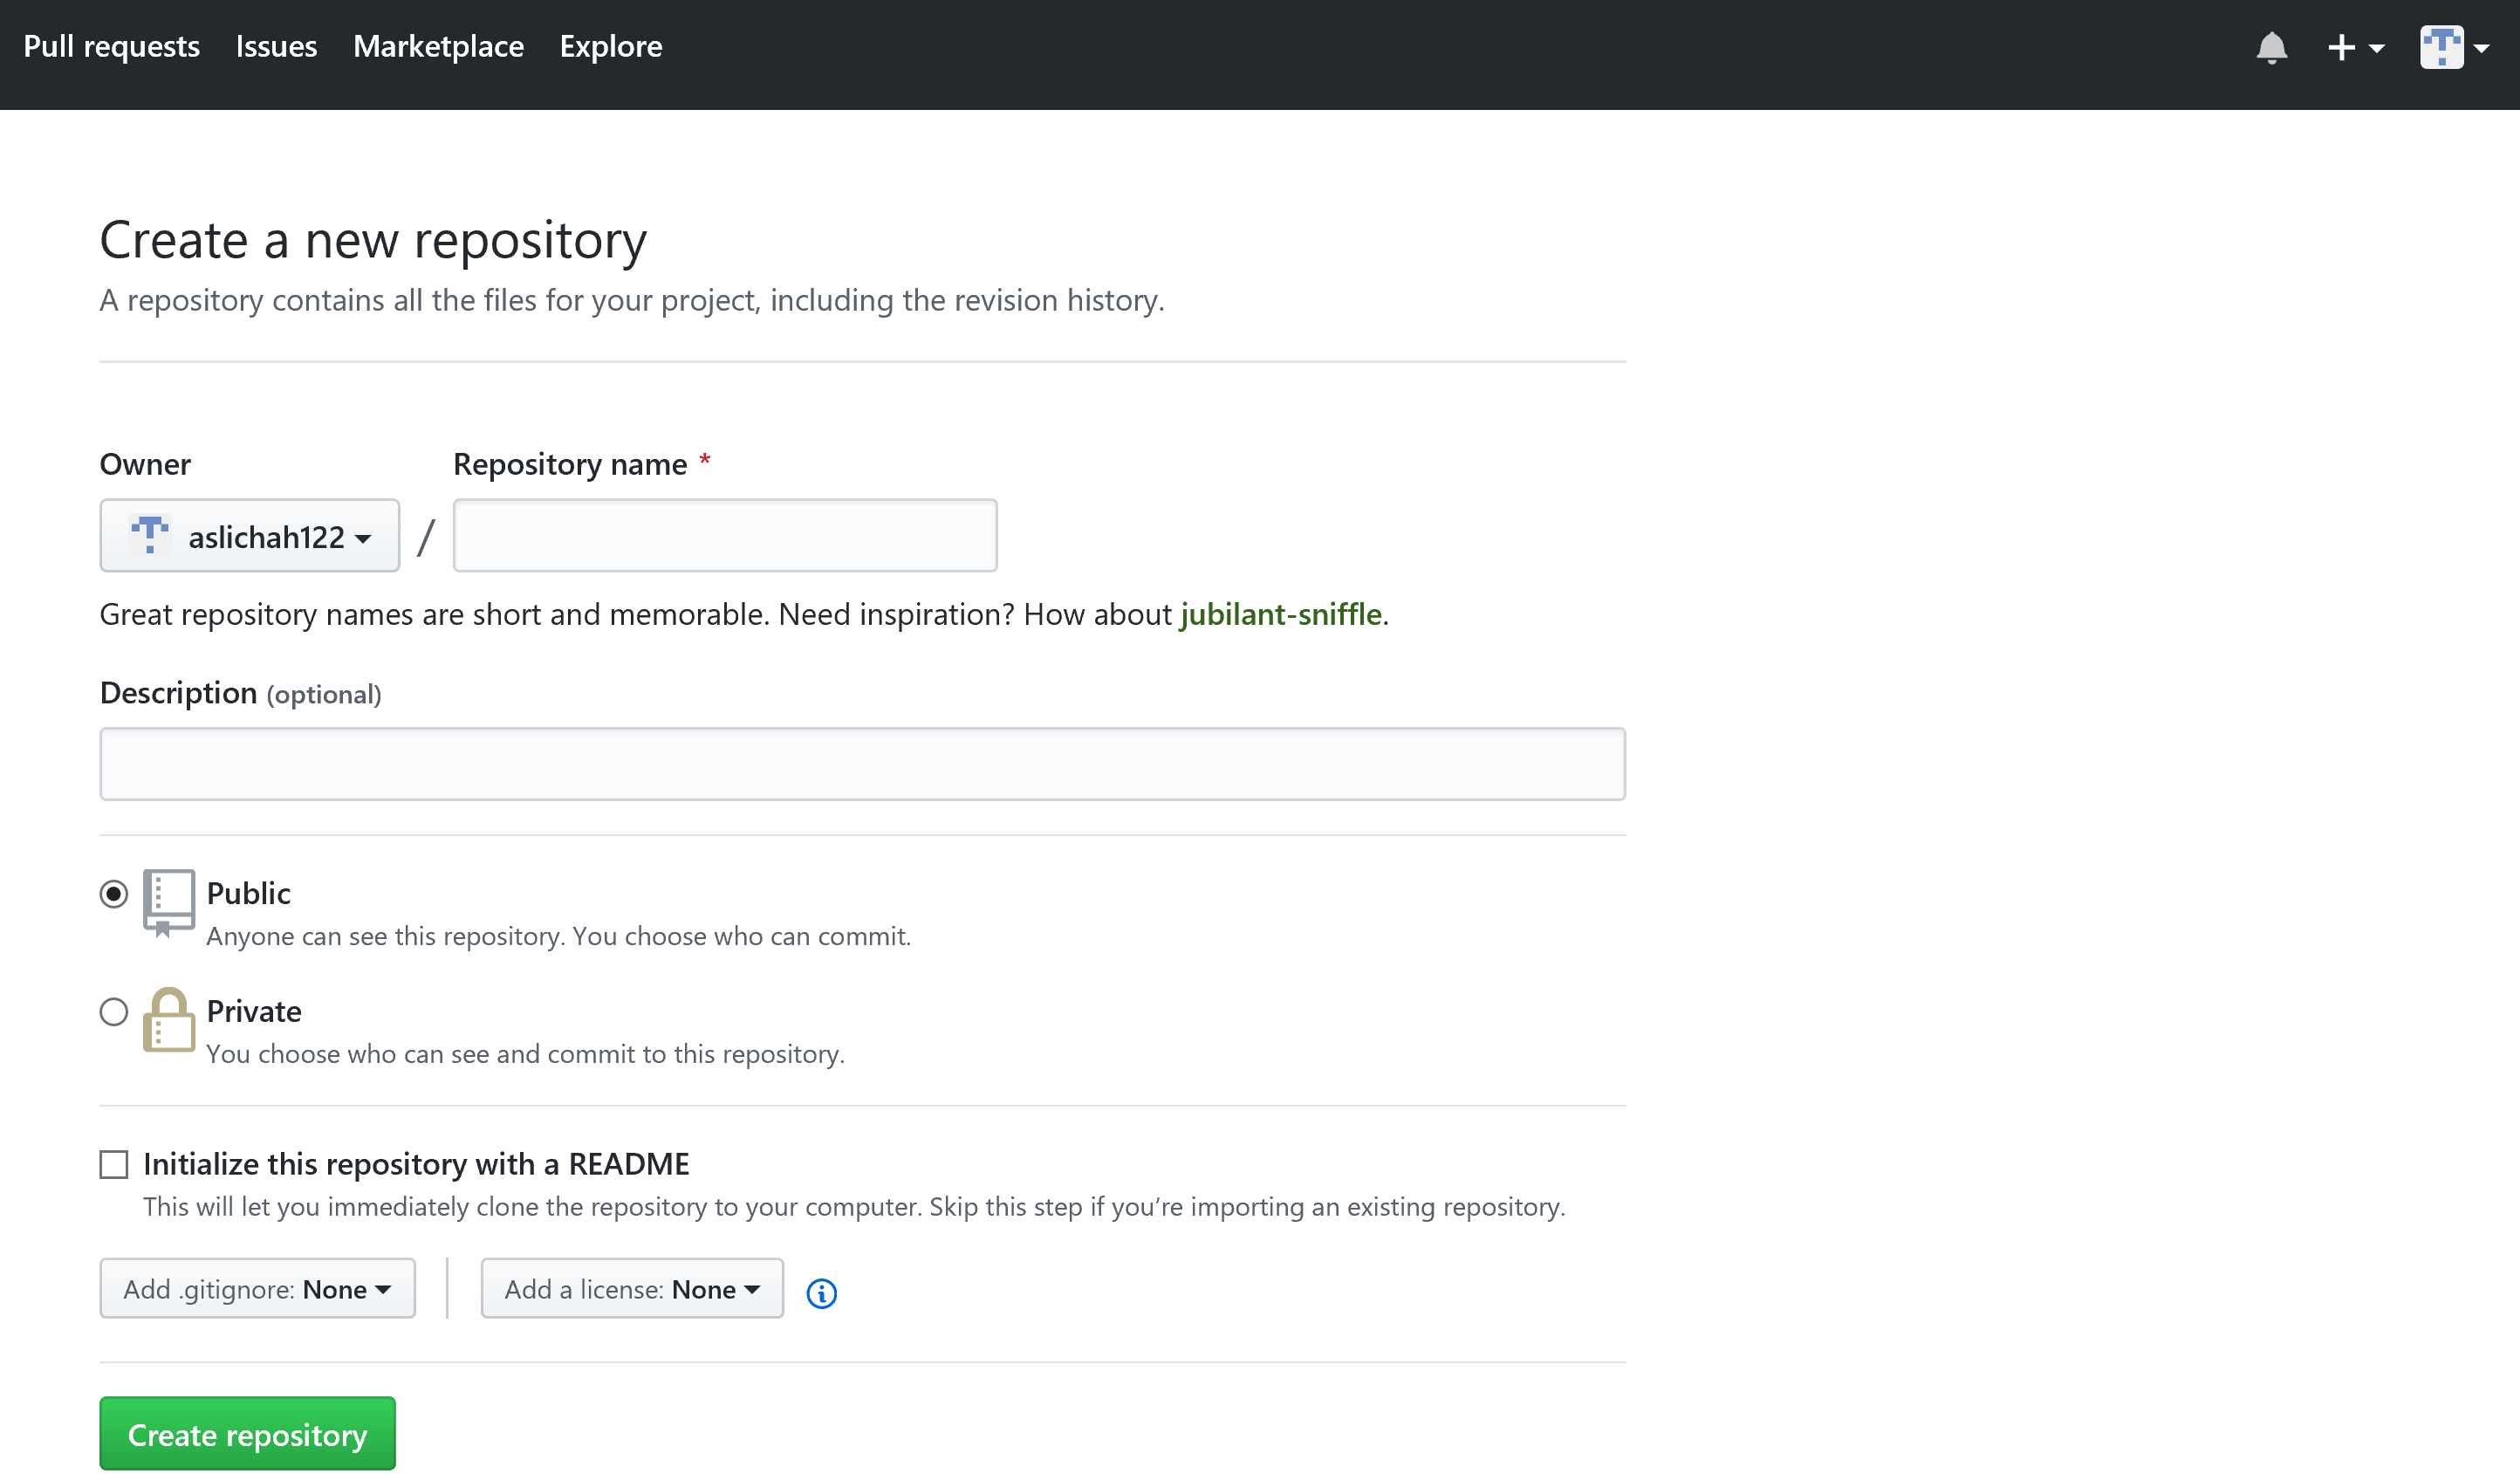 Pull requests Issues Marketplace Explore
Create a new repository
A repository contains all the files for your project, including the revision history.
Owner Repository name *
aslichah122 /
Great repository names are short and memorable. Need inspiration? How about jubilant-sniffle.
Description (optional)
Public
Anyone can see this repository. You choose who can commit.
Private
You choose who can see and commit to this repository.
Initialize this repository with a README
This will let you immediately clone the repository to your computer. Skip this step if you’re importing an existing repository.
Add .gitignore: None Add a license: None
Create repository